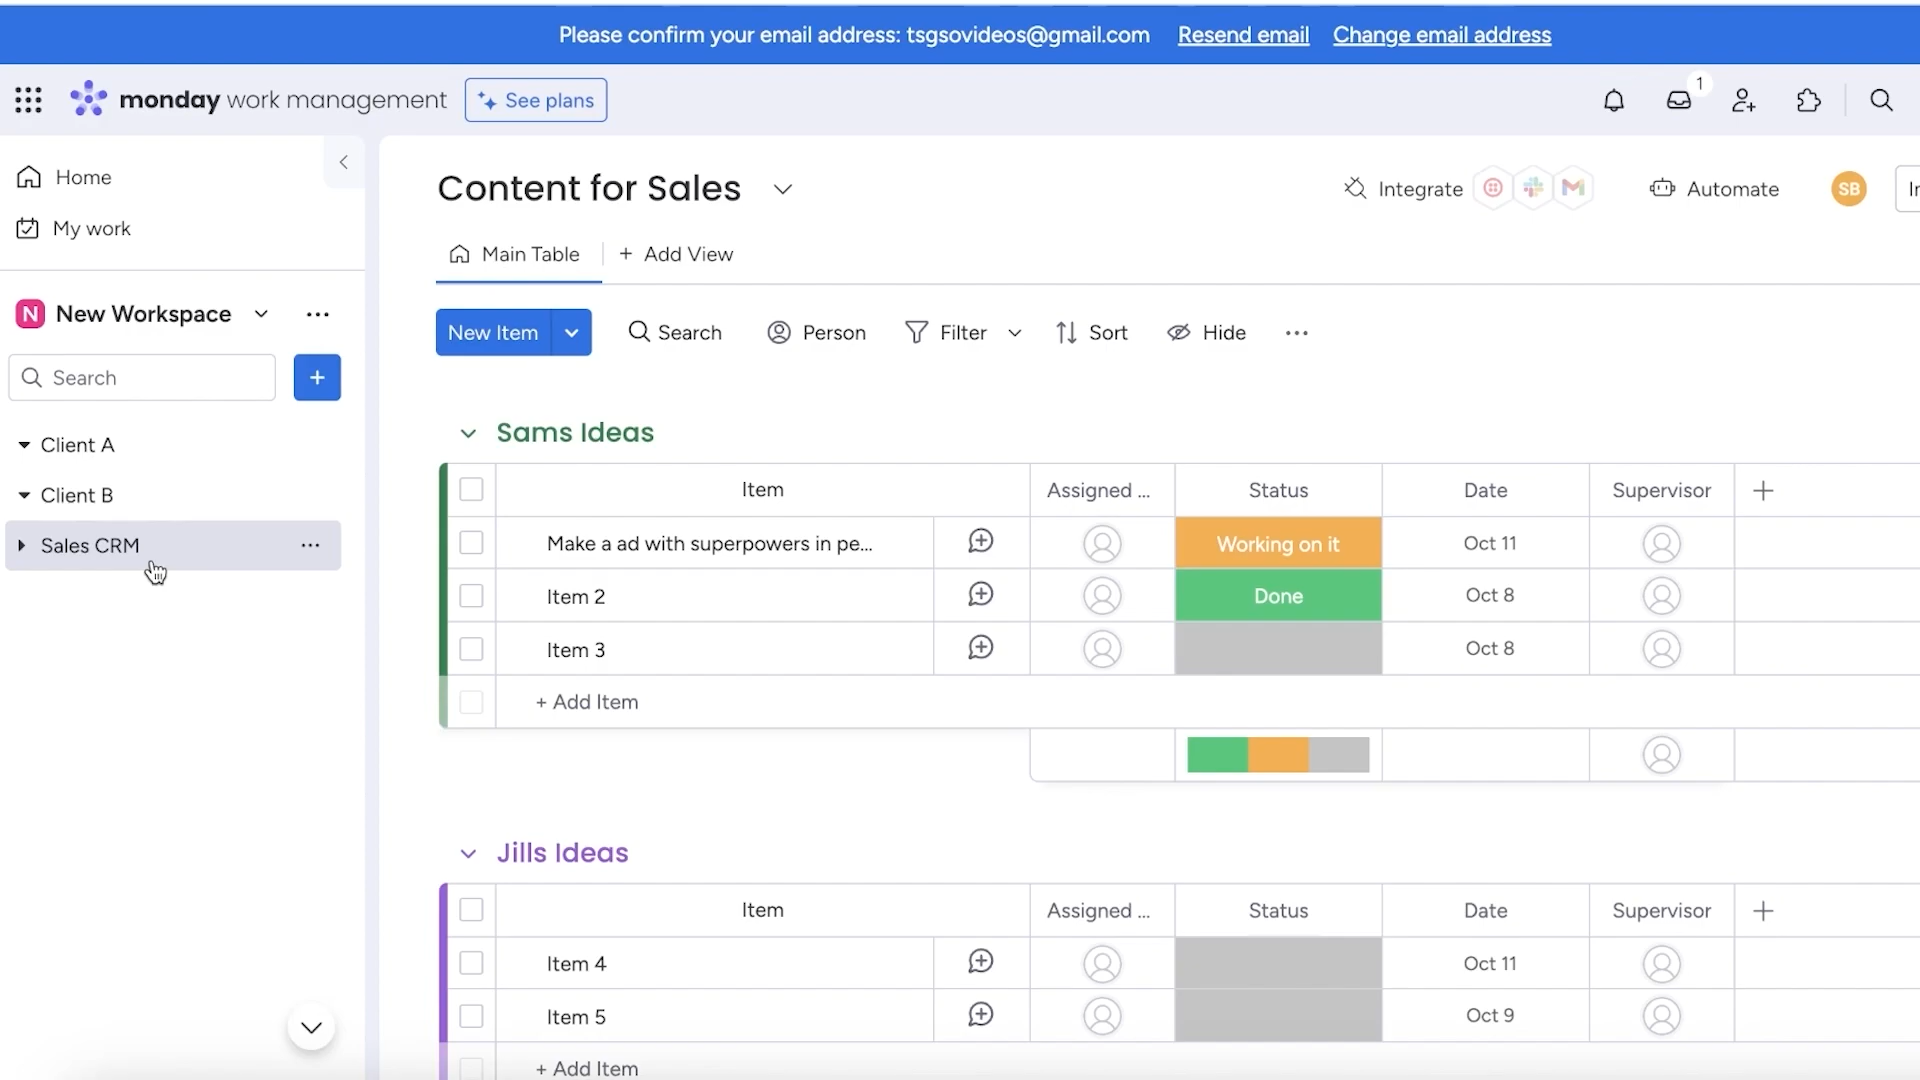 Please confirm your email address: tsgsovideos@gmail.com Resend email Change email address
monday work management See plans 1
Home
My work
Content for Sales Integrate Automate SB
Main Table + Add View
N New Workspace
New Item Search Person Filter Sort Hide
Search +
Client A
Client B
Sales CRM
Sams Ideas
Item Assigned ... Status Date Supervisor +
Make a ad with superpowers in pe... Working on it Oct 11
Item 2 Done Oct 8
Item 3 Oct 8
+ Add Item
Jills Ideas
Item Assigned ... Status Date Supervisor +
Item 4 Oct 11
Item 5 Oct 9
+ Add Item